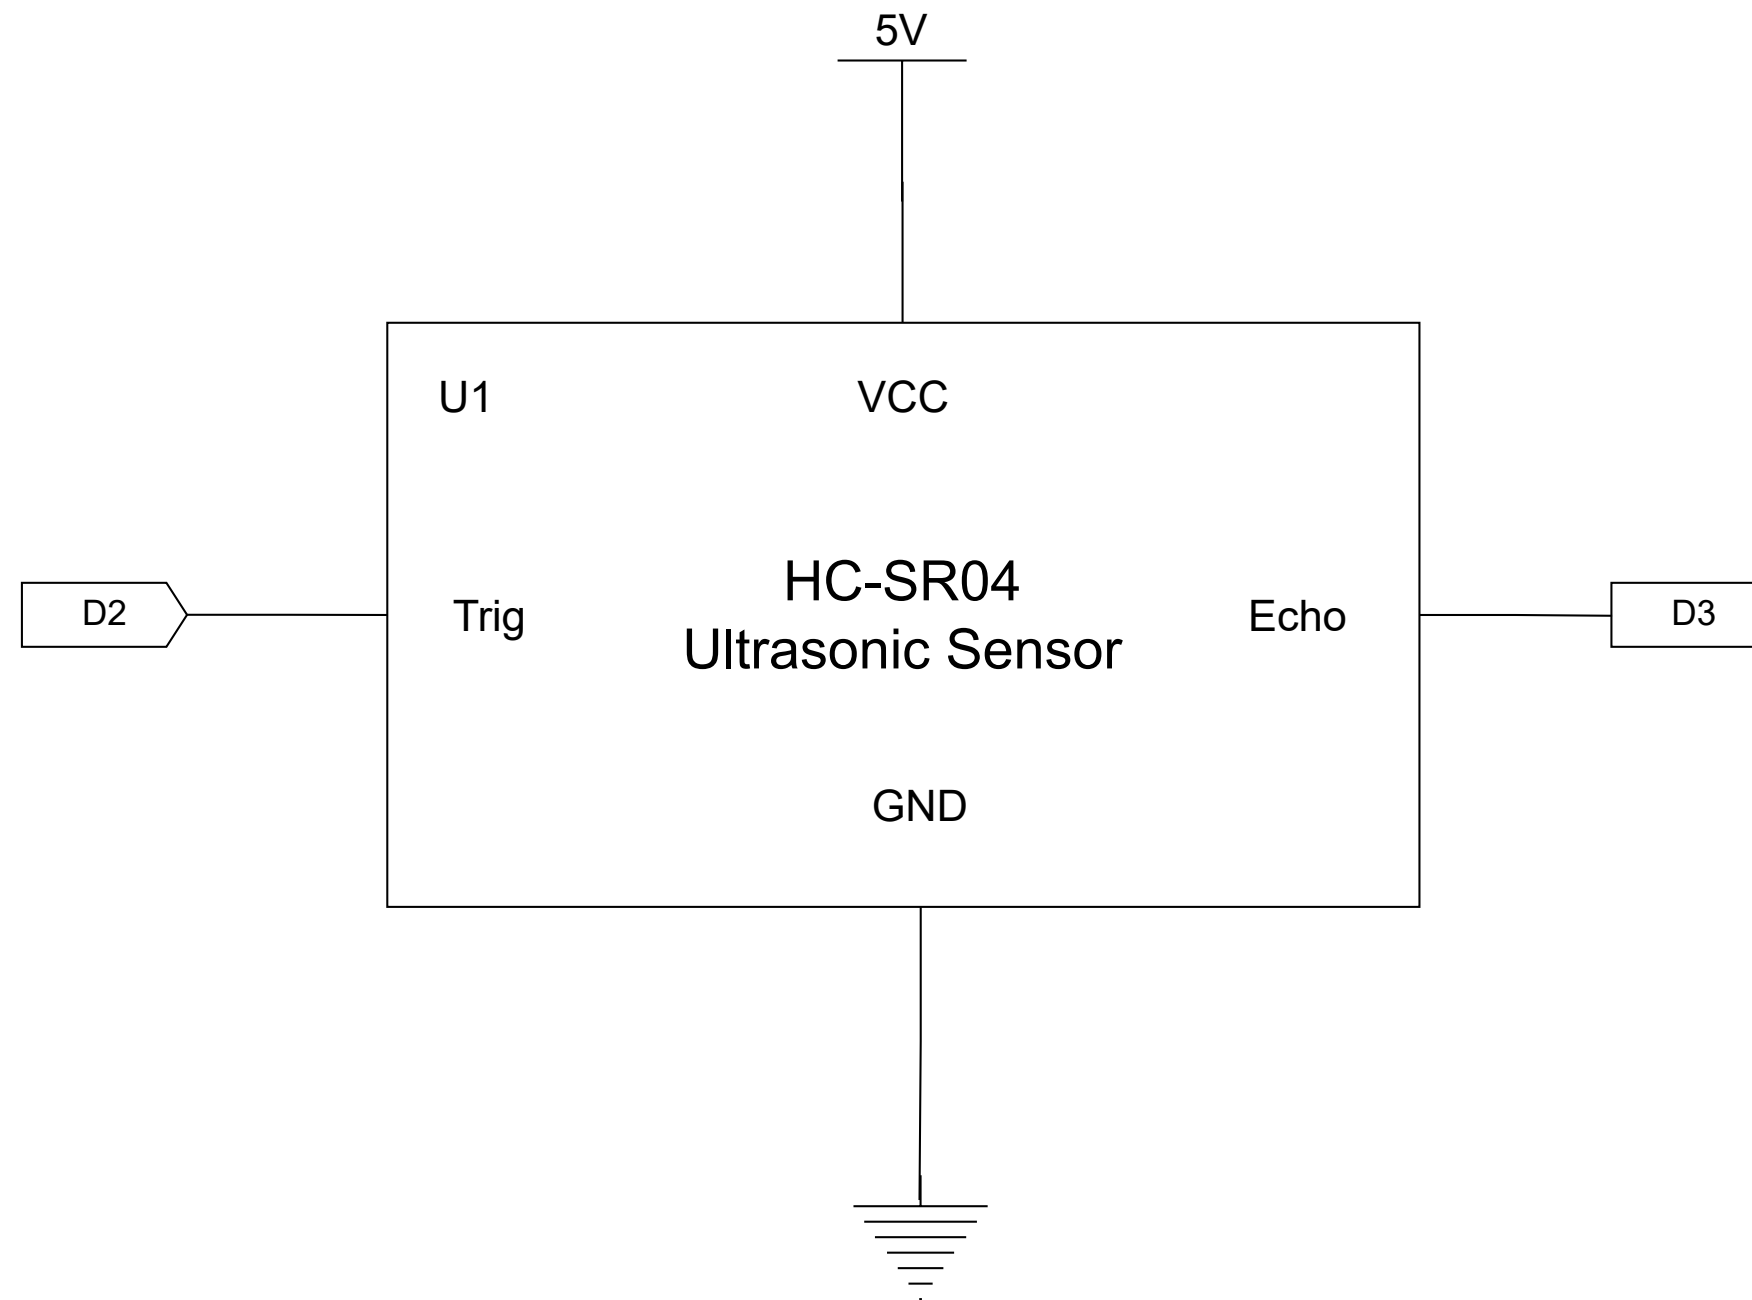 5V
U1
VCC
HC-SR04
Ultrasonic Sensor
D2
Trig
Echo
D3
GND